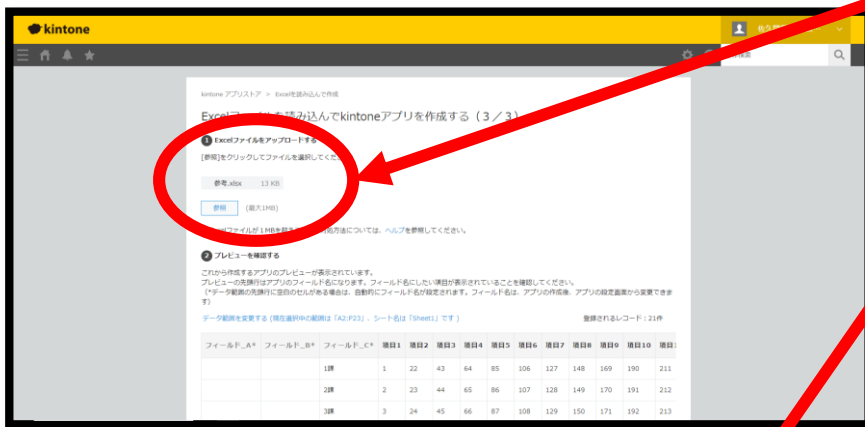 kintone
kintone アプリストア > Excelを読み込んで作成
Excelファイルを読み込んでkintoneアプリを作成する（3／3）
1 Excelファイルをアップロードする
[参照]をクリックしてファイルを選択してくだ
参考.xlsx 13 KB
参照 (最大1MB)
ファイルが1MBを 方法については、ヘルプを参照してください。
2 プレビューを確認する
これから作成するアプリのプレビューが表示されています。
プレビューの先頭行はアプリのフィールド名になります。フィールド名にしたい項目が表示されていることを確認してください。
(*データ範囲の先頭行に空白のセルがある場合は、自動的にフィールド名が設定されます。フィールド名は、アプリの作成後、アプリの設定画面から変更できま
す)
データ範囲を変更する (現在選択中の範囲は「A2:P23」、シート名は「Sheet1」です ) 登録されるレコード : 21件
フィールド_A* フィールド_B* フィールド_C* 項目1 項目2 項目3 項目4 項目5 項目6 項目7 項目8 項目9 項目10 項目
1課 1 22 43 64 85 106 127 148 169 190 211
2課 2 23 44 65 86 107 128 149 170 191 212
3課 3 24 45 66 87 108 129 150 171 192 213